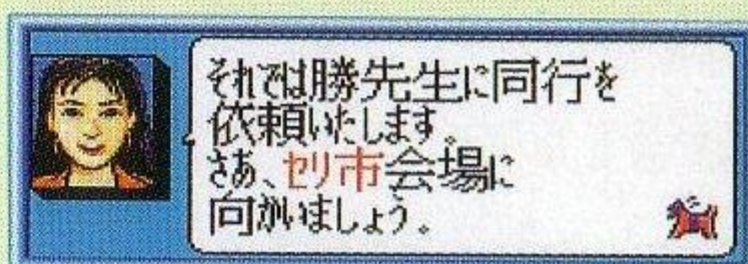 それでは勝先生に同行を
依頼いたします。
さあ、セリ市会場に
向かいましょう。